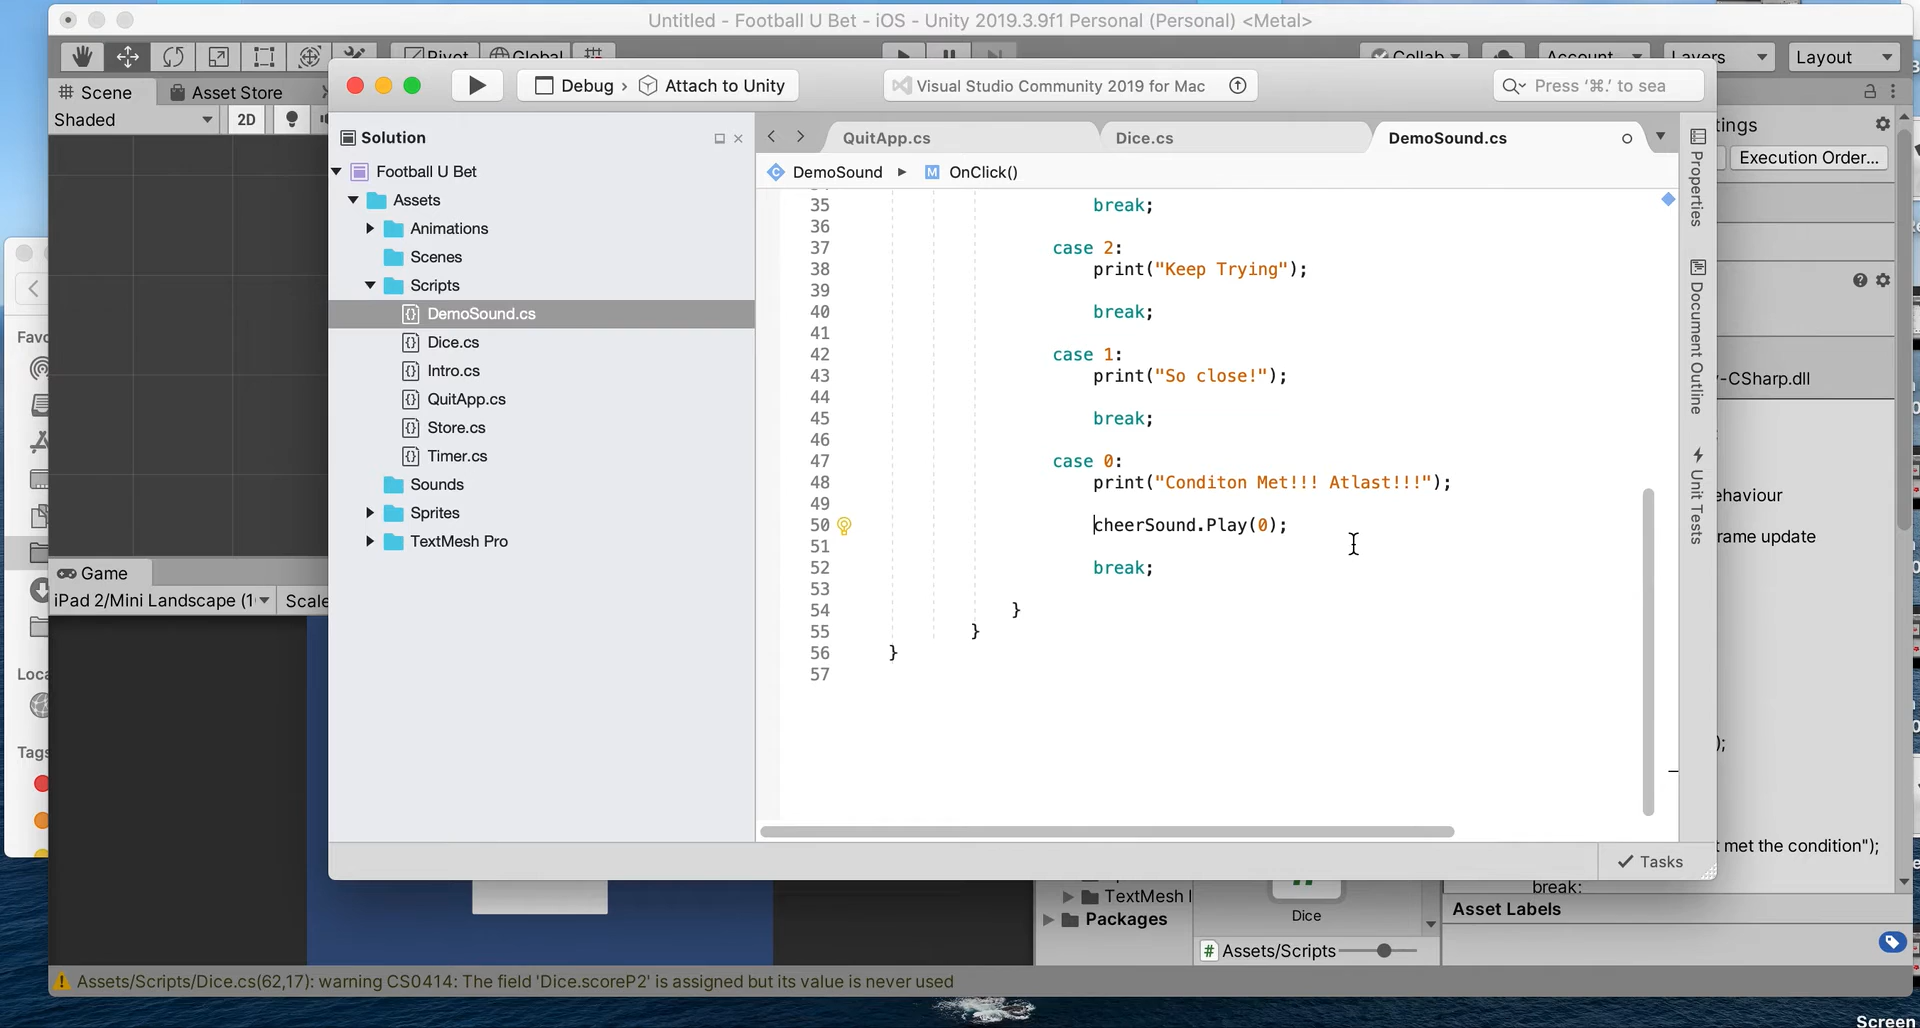 Untitled - Football U Bet - iOS - Unity 2019.3.9f1 Personal (Personal) <Metal>
Pivot
Global
Collab
Account
Layers
Layout
Scene
Asset Store
Shaded
2D
Debug › Attach to Unity
Visual Studio Community 2019 for Mac
Press '⌘.' to sea
Solution
Football U Bet
Assets
Animations
Scenes
Scripts
DemoSound.cs
Dice.cs
Intro.cs
QuitApp.cs
Store.cs
Timer.cs
Sounds
Sprites
TextMesh Pro
QuitApp.cs
Dice.cs
DemoSound.cs
DemoSound
OnClick()
35 break;
36
37 case 2:
38 print("Keep Trying");
39
40 break;
41
42 case 1:
43 print("So close!");
44
45 break;
46
47 case 0:
48 print("Conditon Met!!! Atlast!!!");
49
50 cheerSound.Play(0);
51
52 break;
53
54 }
55 }
56 }
57
Properties
Document Outline
Unit Tests
Tasks
tings
Execution Order...
-CSharp.dll
ehaviour
rame update
);
t met the condition");
break:
Asset Labels
Favo
Loca
Tags
Game
iPad 2/Mini Landscape (1
Scale
TextMesh
Packages
Dice
Assets/Scripts
Assets/Scripts/Dice.cs(62,17): warning CS0414: The field 'Dice.scoreP2' is assigned but its value is never used
Screen